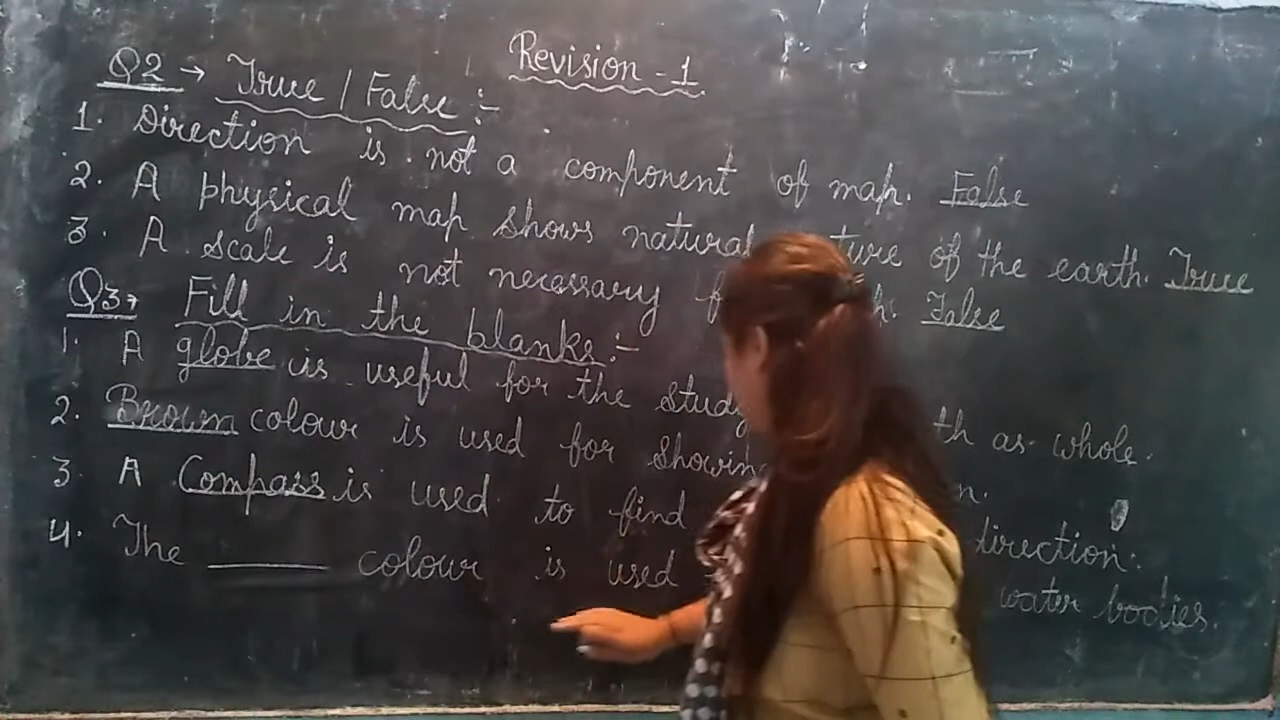 Revision - 1
Q2 → True / False :-
1. Direction is not a component of map. False
2. A physical map shows natural ture of the earth. True
3. A scale is not necessary False
Q3 → Fill in the blanks :-
1. A globe is useful for the study th as whole.
2. Brown colour is used for showing
3 A Compass is used to find direction.
4. The ______ colour is used water bodies.